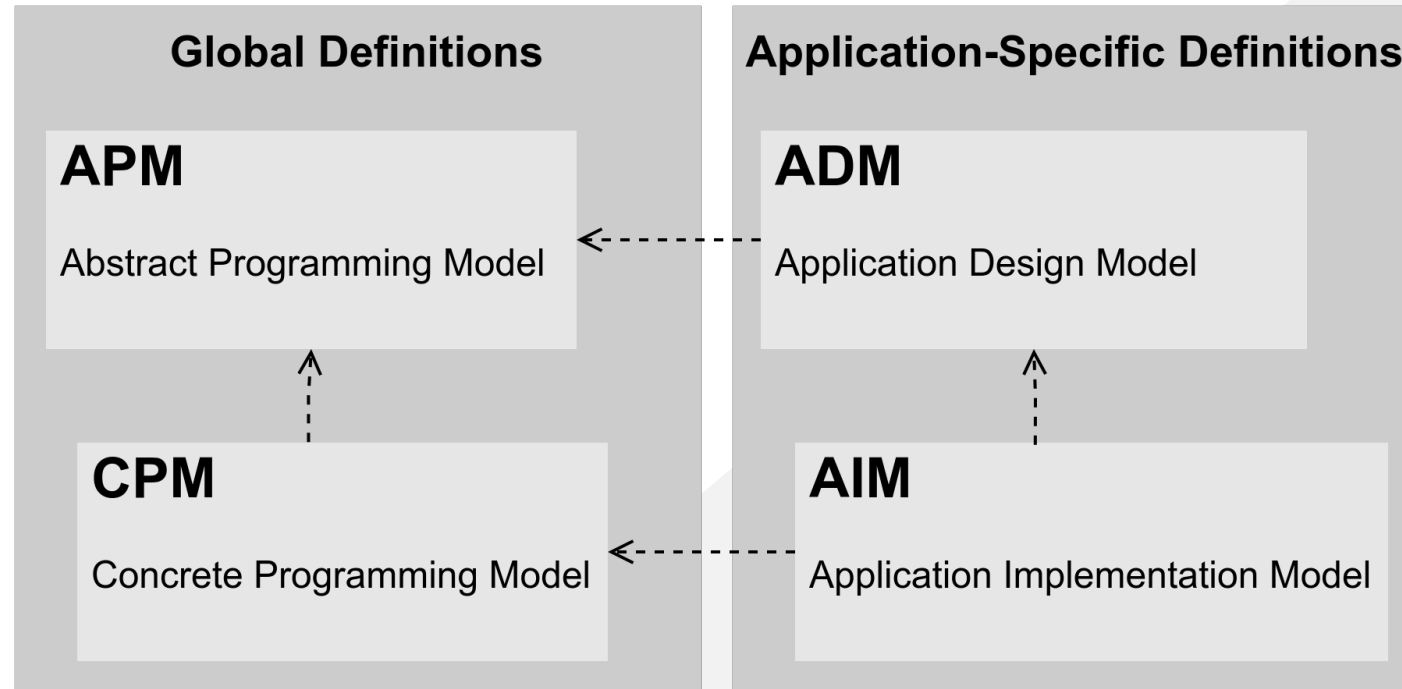 Global Definitions
APM
Abstract Programming Model
CPM
Concrete Programming Model
Application-Specific Definitions
ADM
Application Design Model
AIM
Application Implementation Model